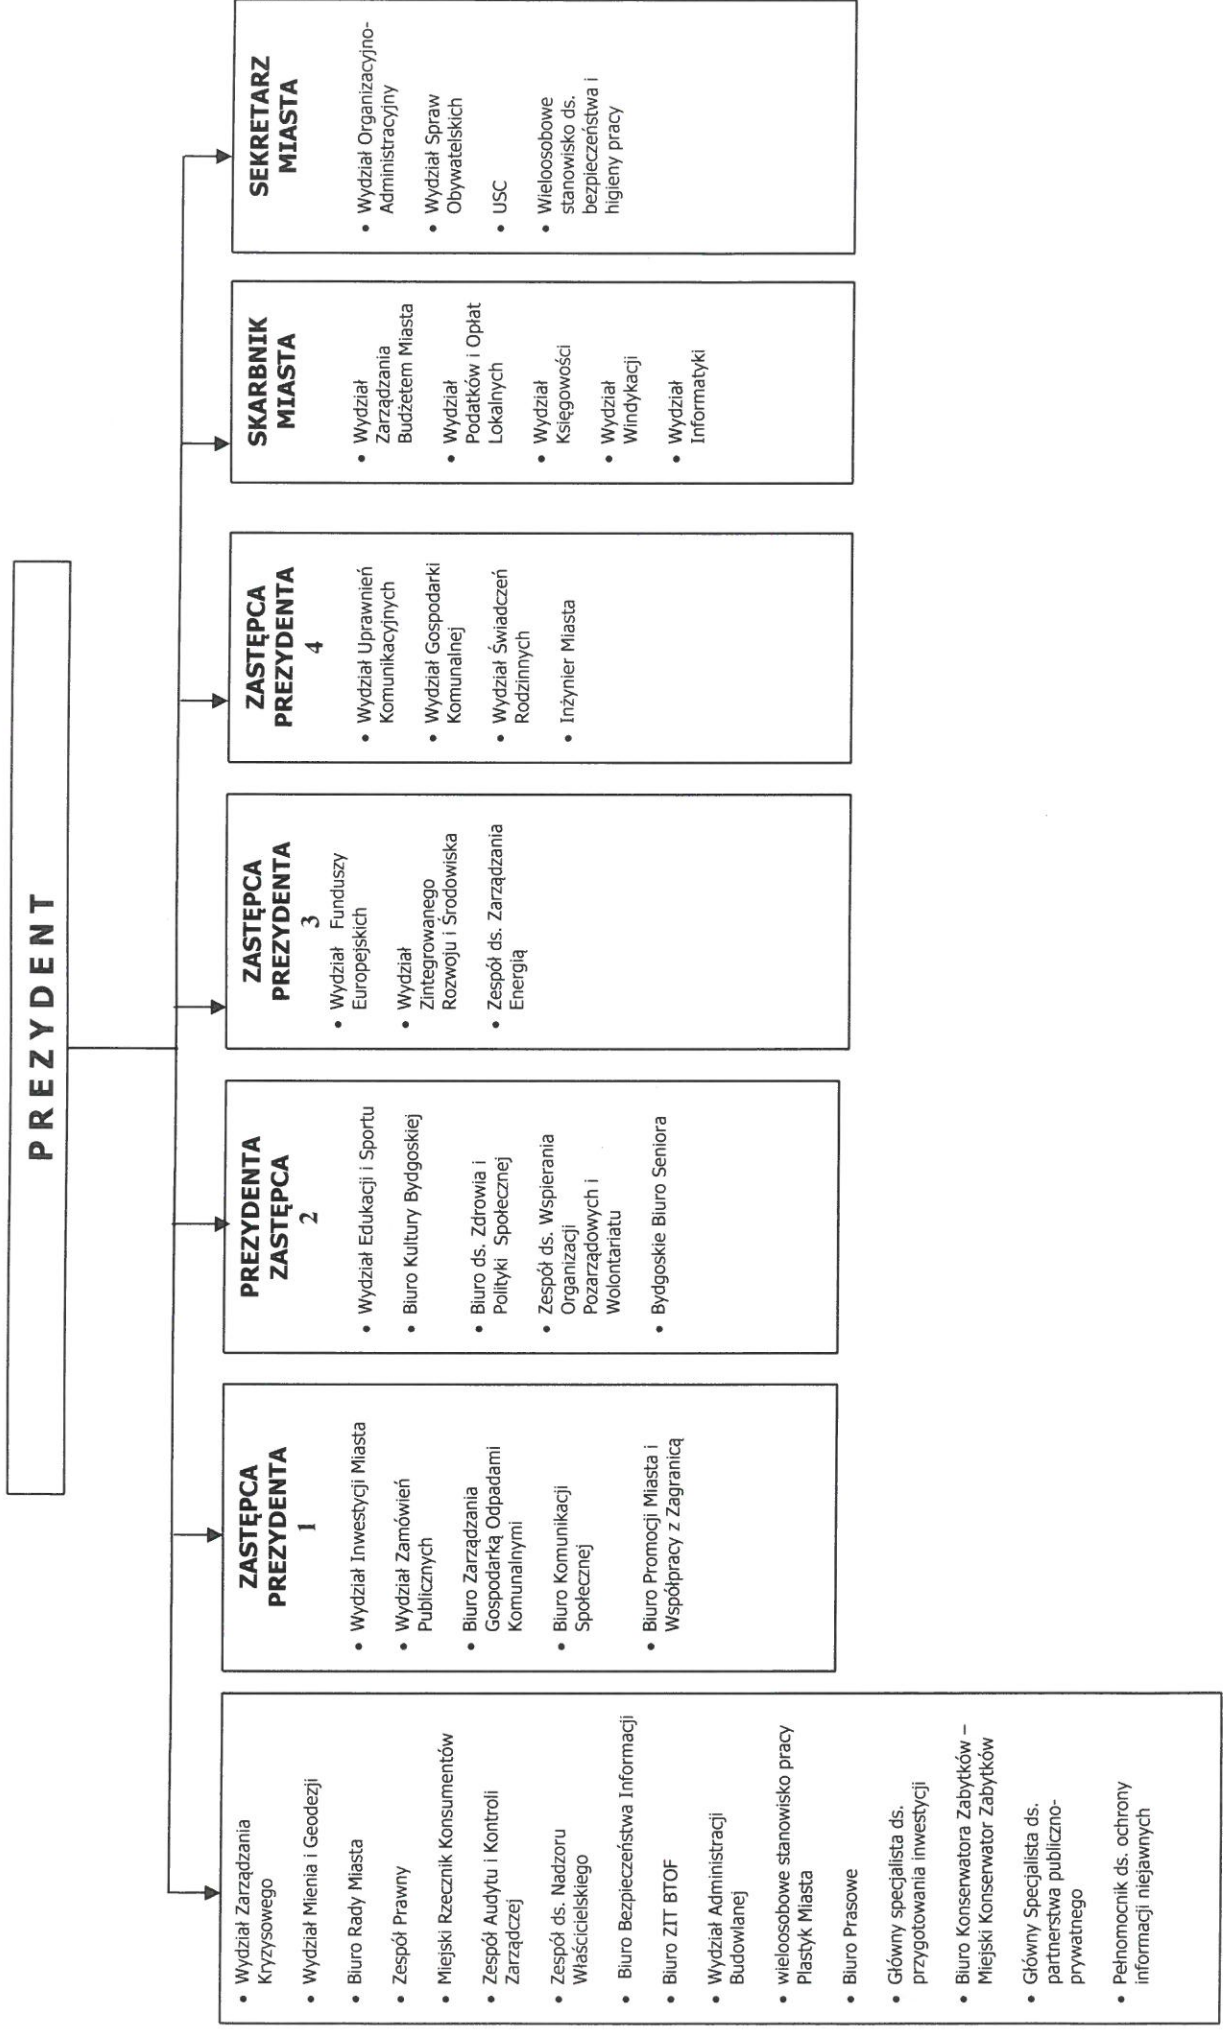 PREZYDENT
• Wydział Zarządzania
Kryzysowego
• Wydział Mienia i Geodezji
• Biuro Rady Miasta
• Zespół Prawny
• Miejski Rzecznik Konsumentów
• Zespół Audytu i Kontroli
Zarządczej
• Zespół ds. Nadzoru
Właścicielskiego
• Biuro Bezpieczeństwa Informacji
• Biuro ZIT BTOF
• Wydział Administracji
Budowlanej
• wieloosobowe stanowisko pracy
Plastyk Miasta
• Biuro Prasowe
• Główny specjalista ds.
przygotowania inwestycji
• Biuro Konserwatora Zabytków –
Miejski Konserwator Zabytków
• Główny Specjalista ds.
partnerstwa publiczno-
prywatnego
• Pełnomocnik ds. ochrony
informacji niejawnych
ZASTĘPCA
PREZYDENTA
1
• Wydział Inwestycji Miasta
• Wydział Zamówień
Publicznych
• Biuro Zarządzania
Gospodarką Odpadami
Komunalnymi
• Biuro Komunikacji
Społecznej
• Biuro Promocji Miasta i
Współpracy z Zagranicą
PREZYDENTA
ZASTĘPCA
2
• Wydział Edukacji i Sportu
• Biuro Kultury Bydgoskiej
• Biuro ds. Zdrowia i
Polityki Społecznej
• Zespół ds. Wspierania
Organizacji
Pozarządowych i
Wolontariatu
• Bydgoskie Biuro Seniora
ZASTĘPCA
PREZYDENTA
3
• Wydział Funduszy
Europejskich
• Wydział
Zintegrowanego
Rozwoju i Środowiska
• Zespół ds. Zarządzania
Energią
ZASTĘPCA
PREZYDENTA
4
• Wydział Uprawnień
Komunikacyjnych
• Wydział Gospodarki
Komunalnej
• Wydział Świadczeń
Rodzinnych
• Inżynier Miasta
SKARBNIK
MIASTA
• Wydział
Zarządzania
Budżetem Miasta
• Wydział
Podatków i Opłat
Lokalnych
• Wydział
Księgowości
• Wydział
Windykacji
• Wydział
Informatyki
SEKRETARZ
MIASTA
• Wydział Organizacyjno-
Administracyjny
• Wydział Spraw
Obywatelskich
• USC
• Wieloosobowe
stanowisko ds.
bezpieczeństwa i
higieny pracy